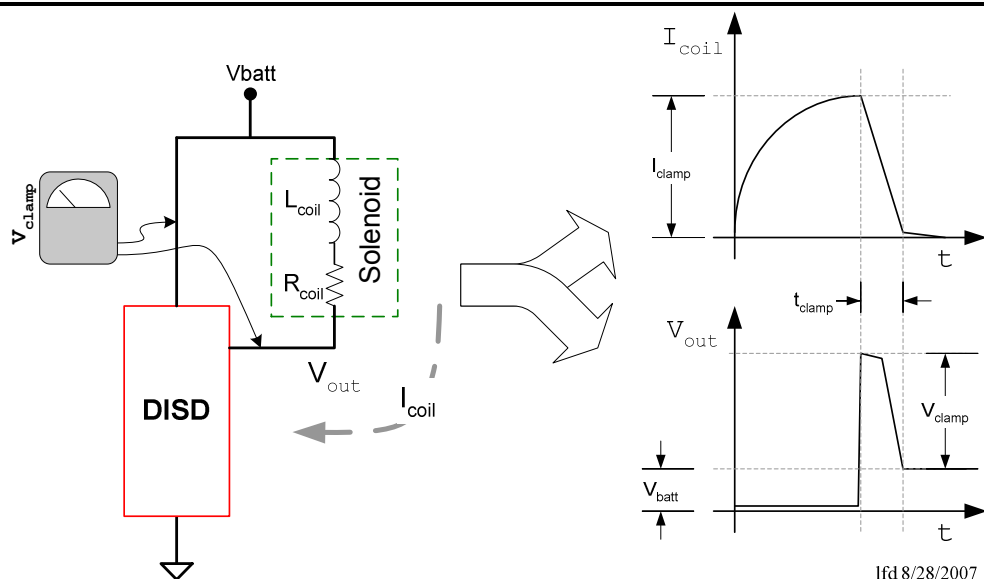 Vbatt
Vclamp
Lcoil
Rcoil
Solenoid
Vout
Icoil
DISD
Icoil
Iclamp
t
tclamp
Vout
Vclamp
Vbatt
t
lfd 8/28/2007